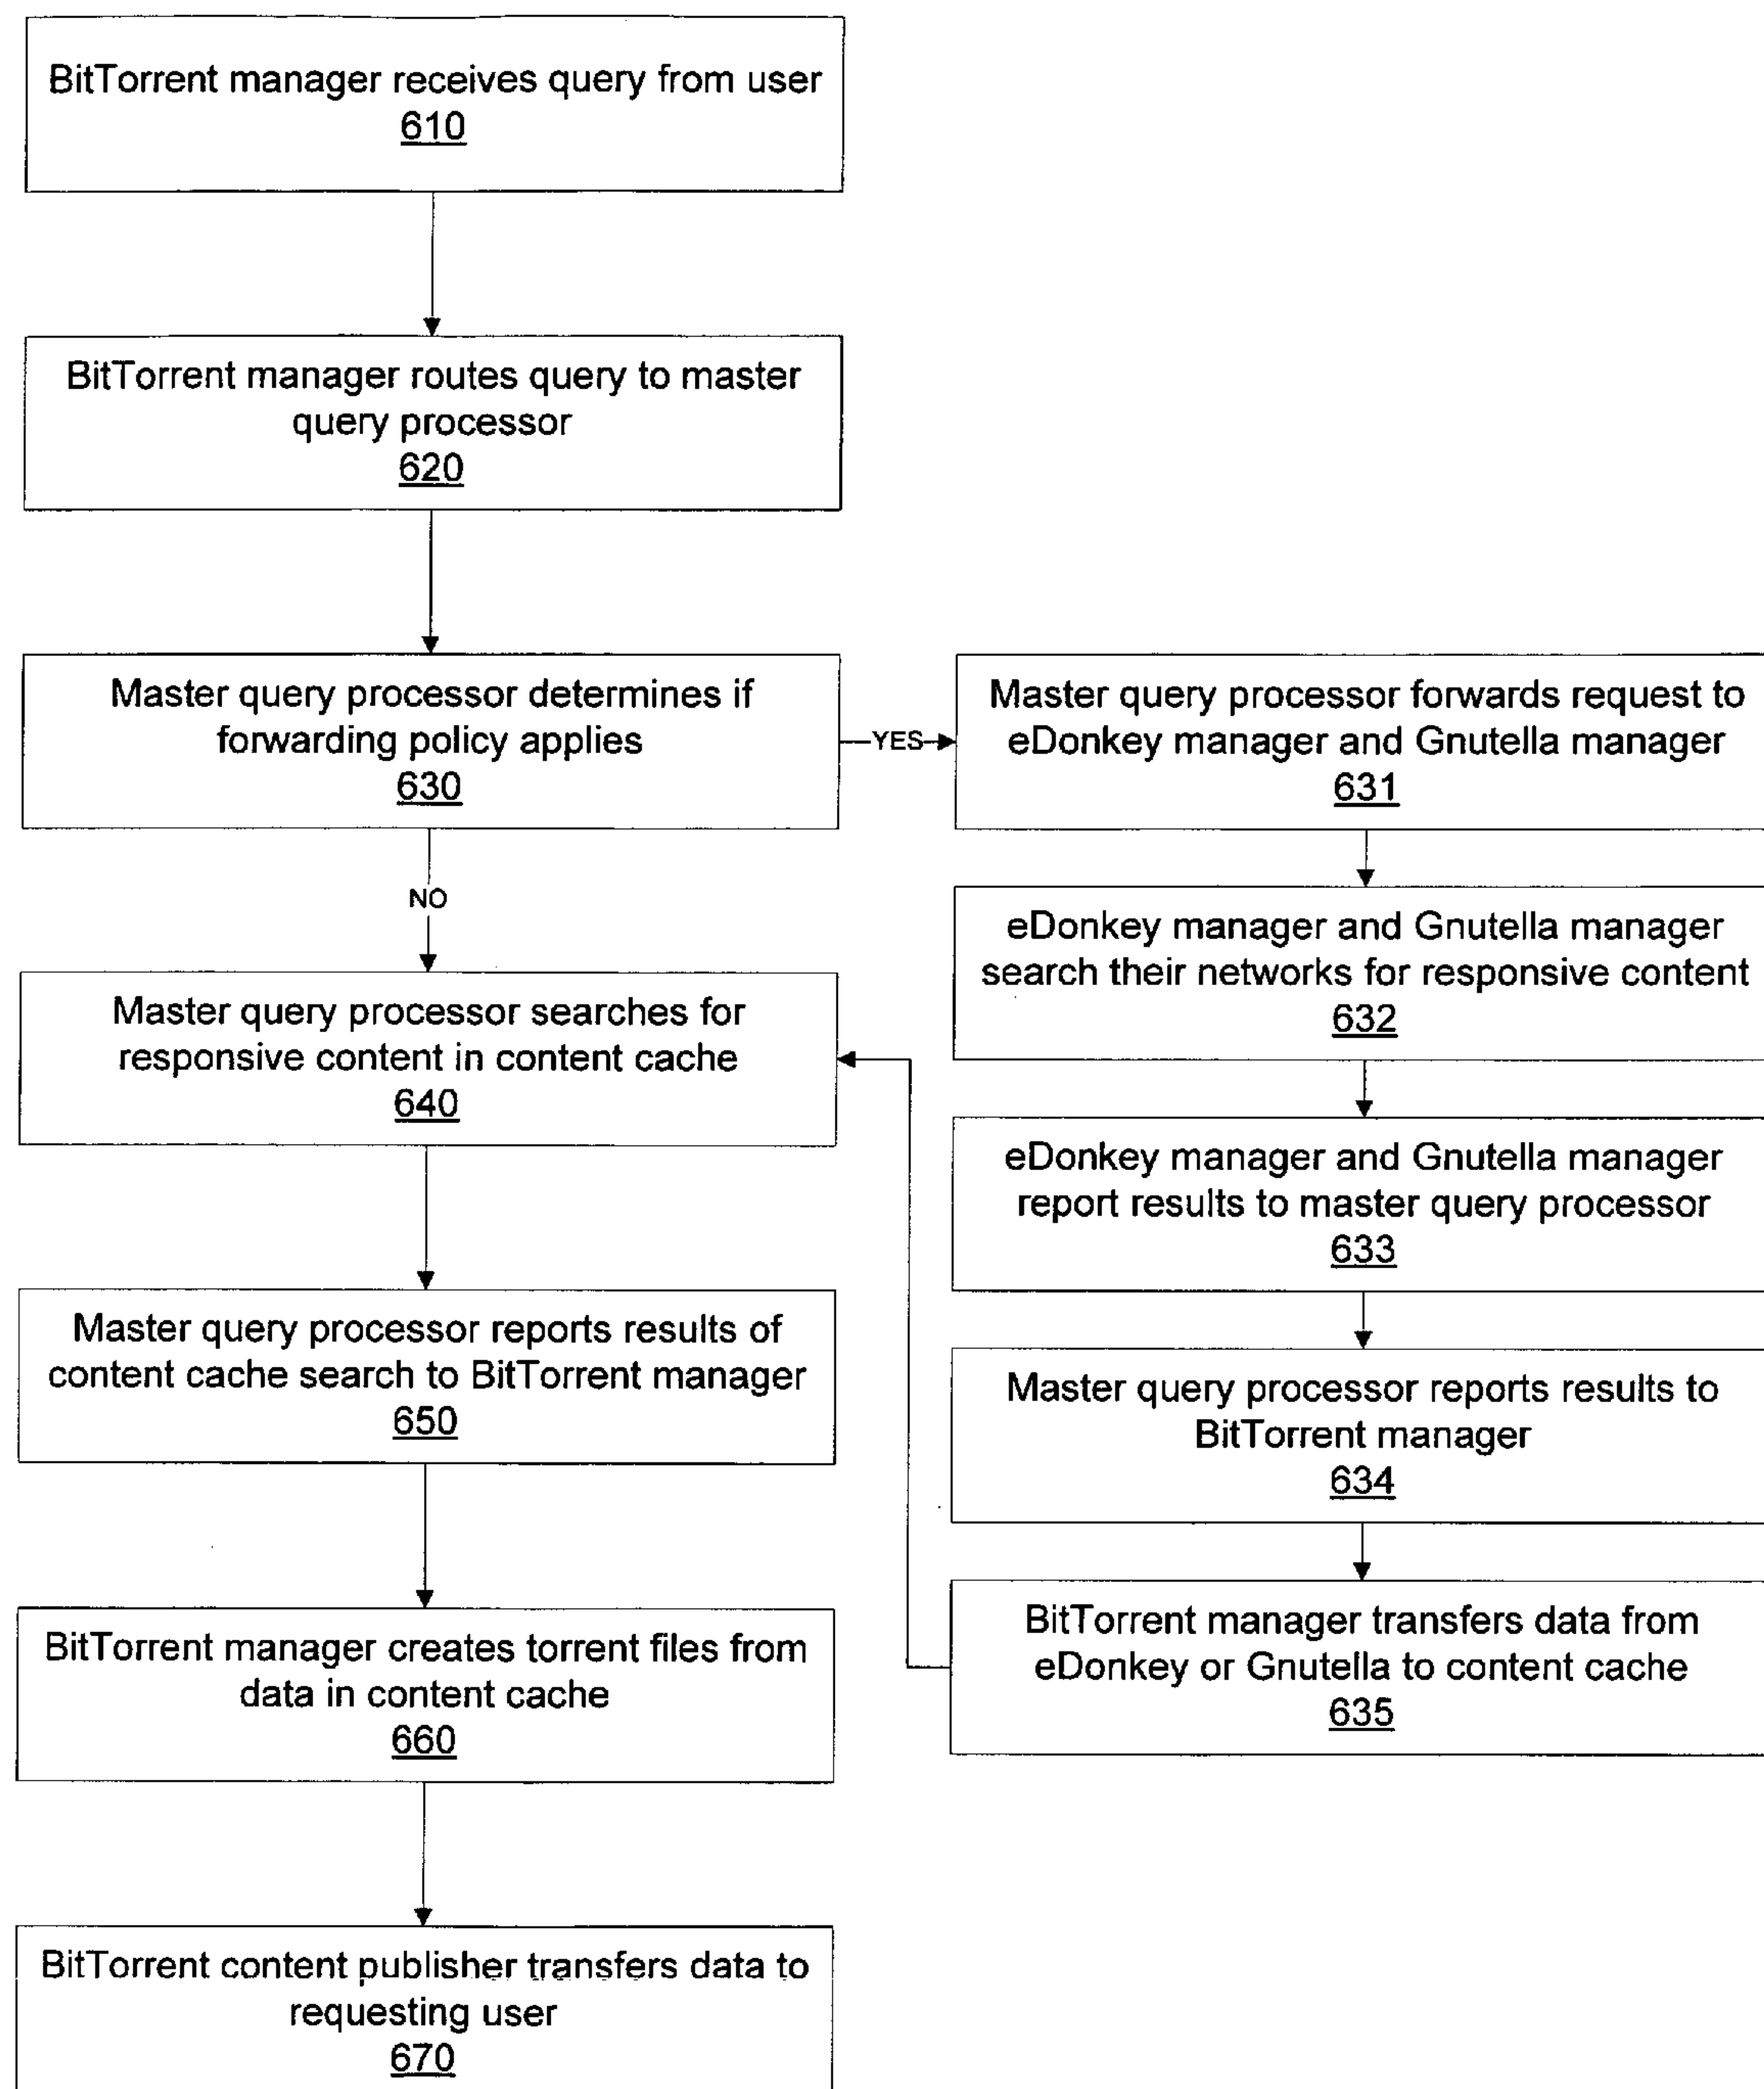 BitTorrent manager receives query from user
610
BitTorrent manager routes query to master
query processor
620
Master query processor determines if
forwarding policy applies
630
YES
Master query processor forwards request to
eDonkey manager and Gnutella manager
631
eDonkey manager and Gnutella manager
search their networks for responsive content
632
eDonkey manager and Gnutella manager
report results to master query processor
633
Master query processor reports results to
BitTorrent manager
634
BitTorrent manager transfers data from
eDonkey or Gnutella to content cache
635
NO
Master query processor searches for
responsive content in content cache
640
Master query processor reports results of
content cache search to BitTorrent manager
650
BitTorrent manager creates torrent files from
data in content cache
660
BitTorrent content publisher transfers data to
requesting user
670